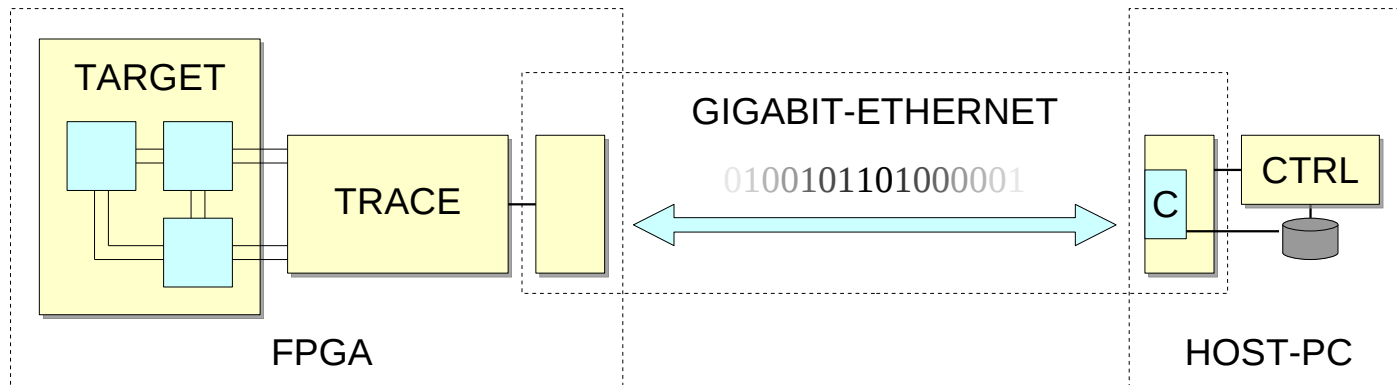 TARGET
GIGABIT-ETHERNET
0100101101000001
TRACE
C
CTRL
FPGA
HOST-PC